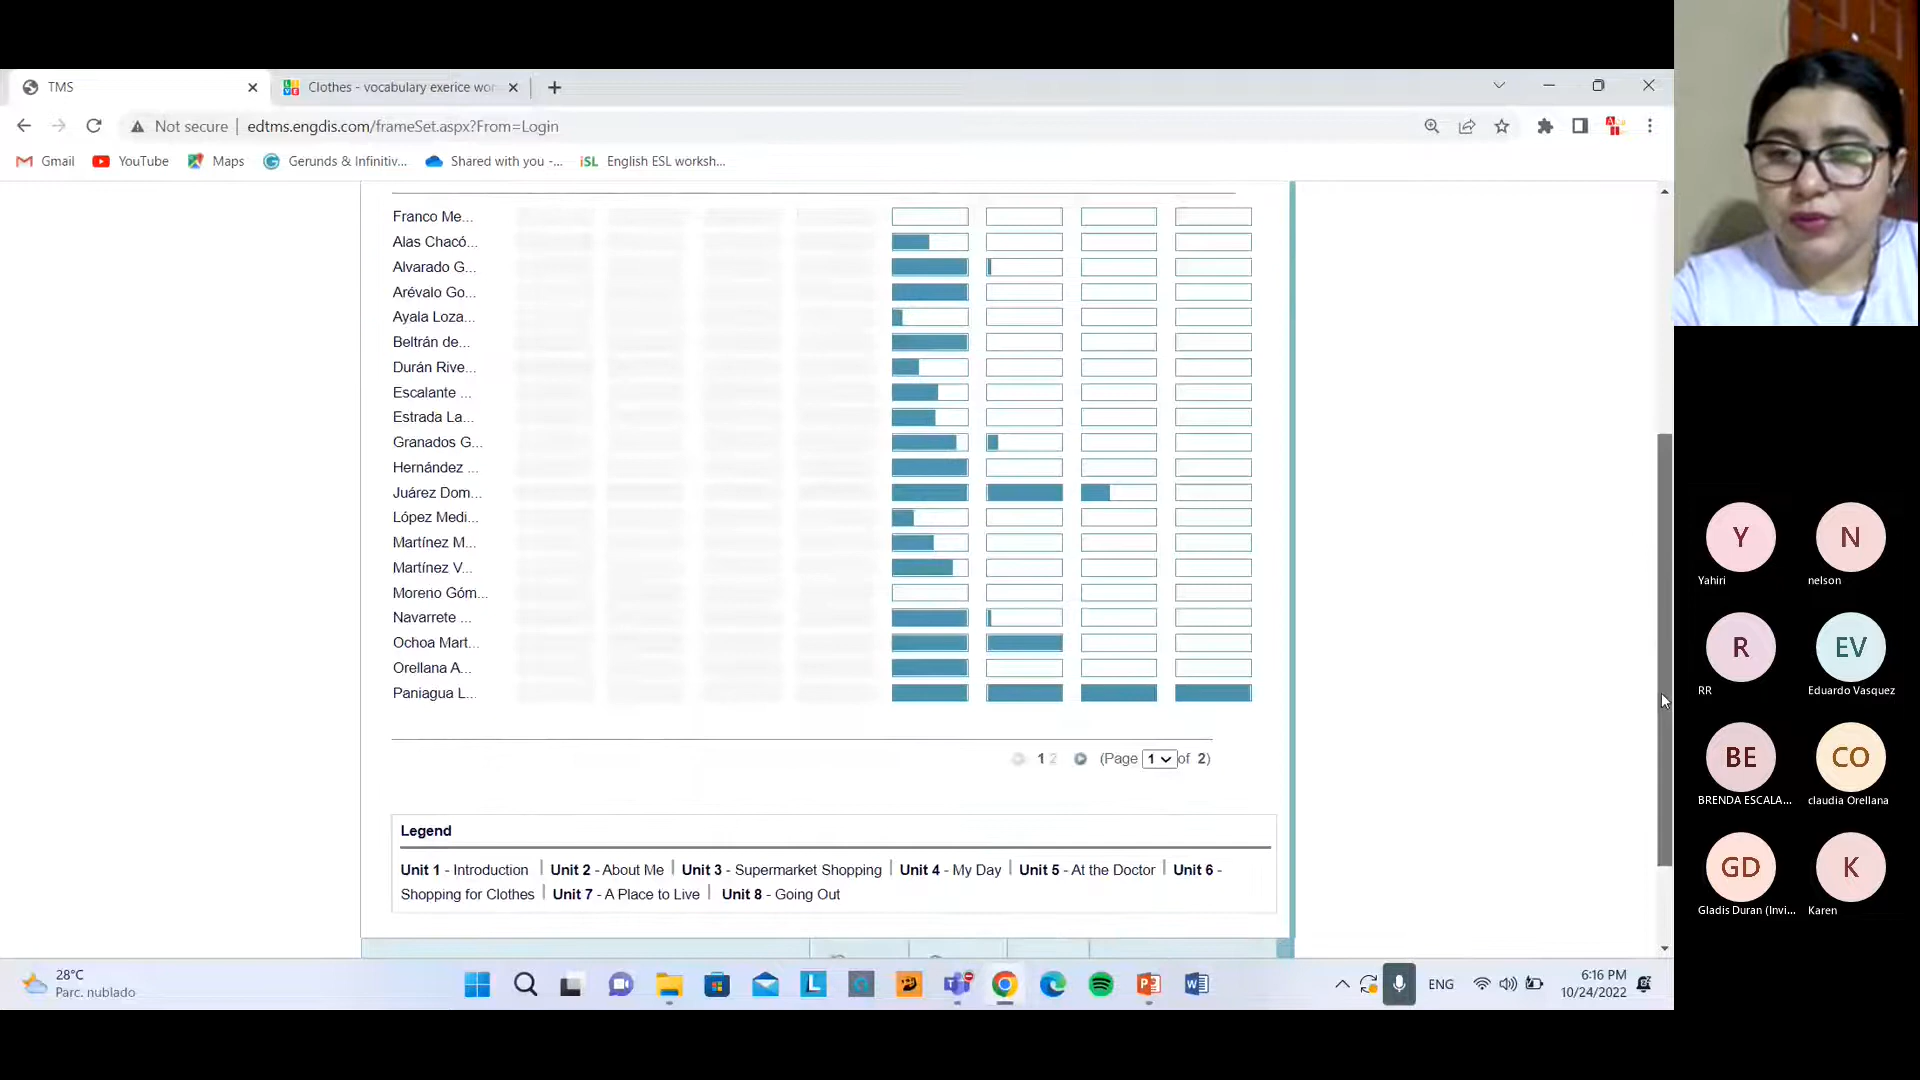 TMS
Clothes - vocabulary exerice wor
Not secure | edtms.engdis.com/frameSet.aspx?From=Login
Gmail YouTube Maps Gerunds & Infinitiv... Shared with you -... iSL English ESL worksh...
Franco Me...
Alas Chacó...
Alvarado G...
Arévalo Go...
Ayala Loza...
Beltrán de...
Durán Rive...
Escalante ...
Estrada La...
Granados G...
Hernández ...
Juárez Dom...
López Medi...
Martínez M...
Martínez V...
Moreno Góm...
Navarrete ...
Ochoa Mart...
Orellana A...
Paniagua L...
1 2 (Page 1 of 2)
Legend
Unit 1 - Introduction | Unit 2 - About Me | Unit 3 - Supermarket Shopping | Unit 4 - My Day | Unit 5 - At the Doctor | Unit 6 -
Shopping for Clothes | Unit 7 - A Place to Live | Unit 8 - Going Out
28°C
Parc. nublado
ENG
6:16 PM
10/24/2022
Y N
Yahiri nelson
R EV
RR Eduardo Vasquez
BE CO
BRENDA ESCALA... claudia Orellana
GD K
Gladis Duran (Invi... Karen